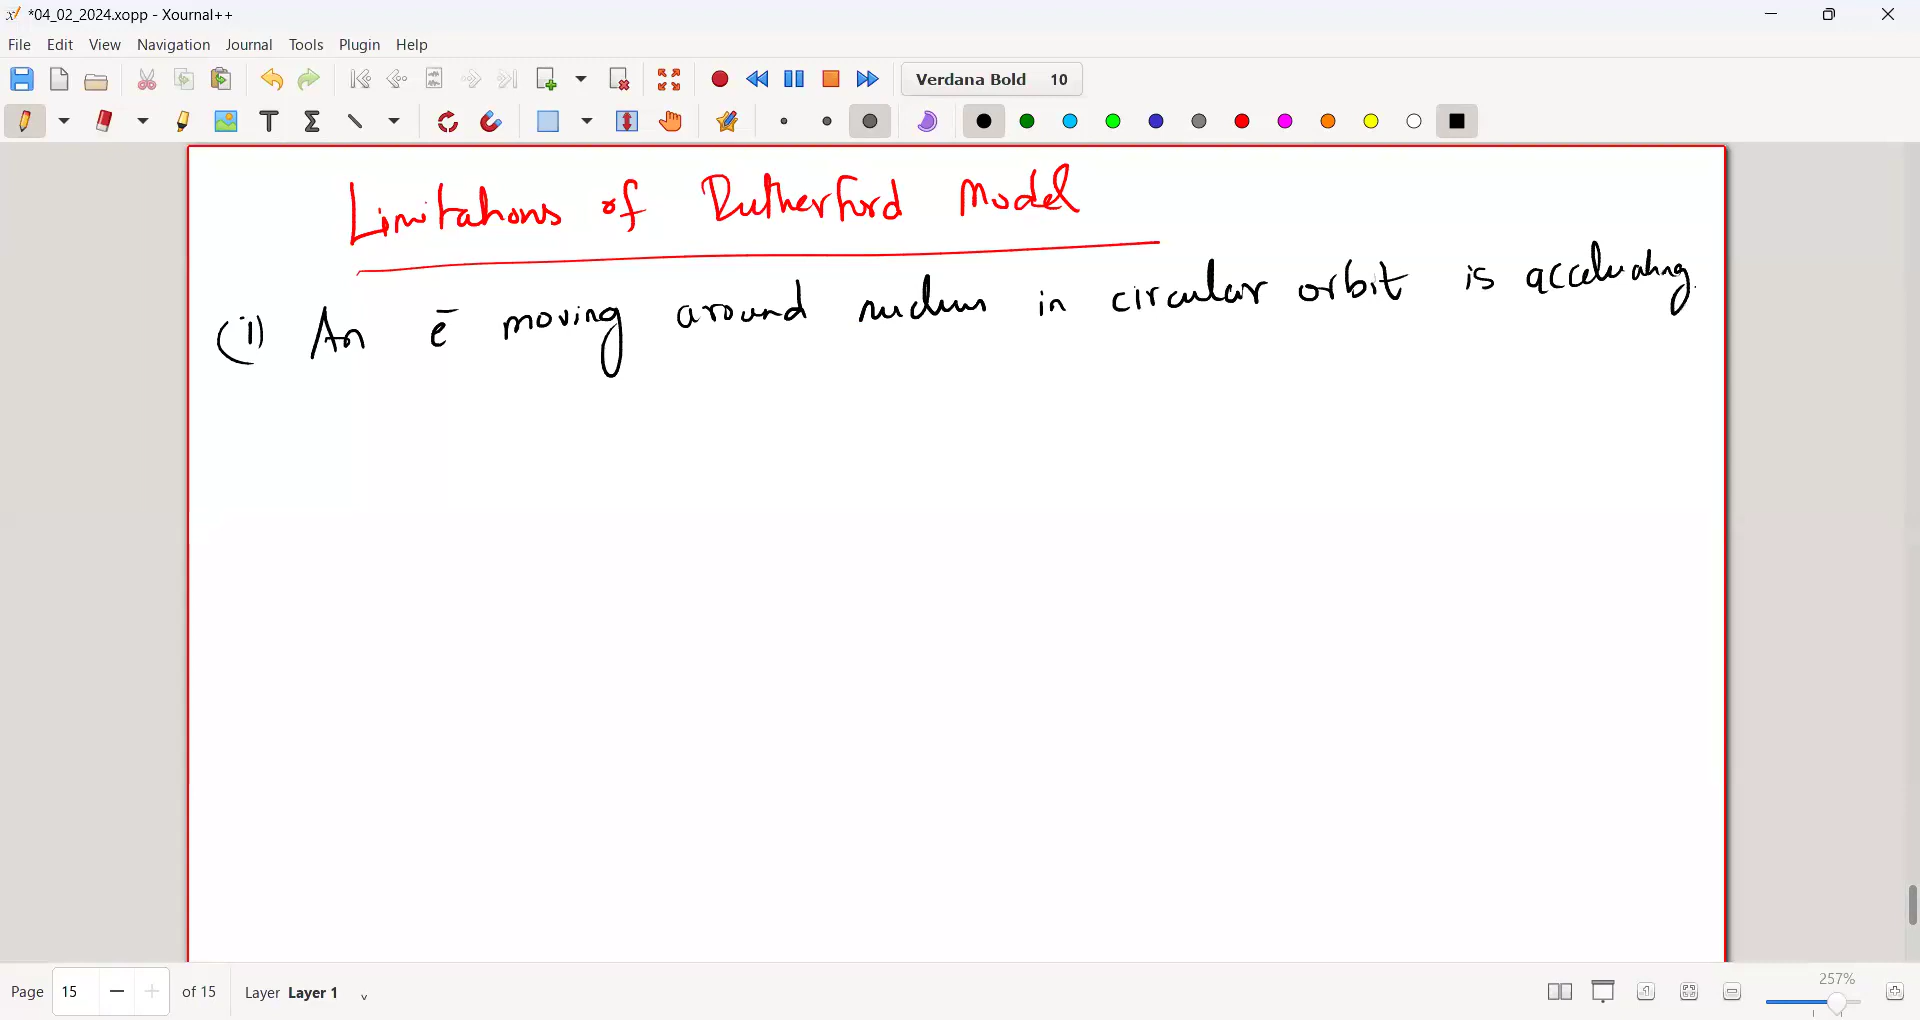 *04_02_2024.xopp - Xournal++
File Edit View Navigation Journal Tools Plugin Help
Verdana Bold 10
Limitations of Rutherford Model
(i) An e̅ moving around nucleus in circular orbit is accelerating.
Page 15 of 15 Layer Layer 1
257%